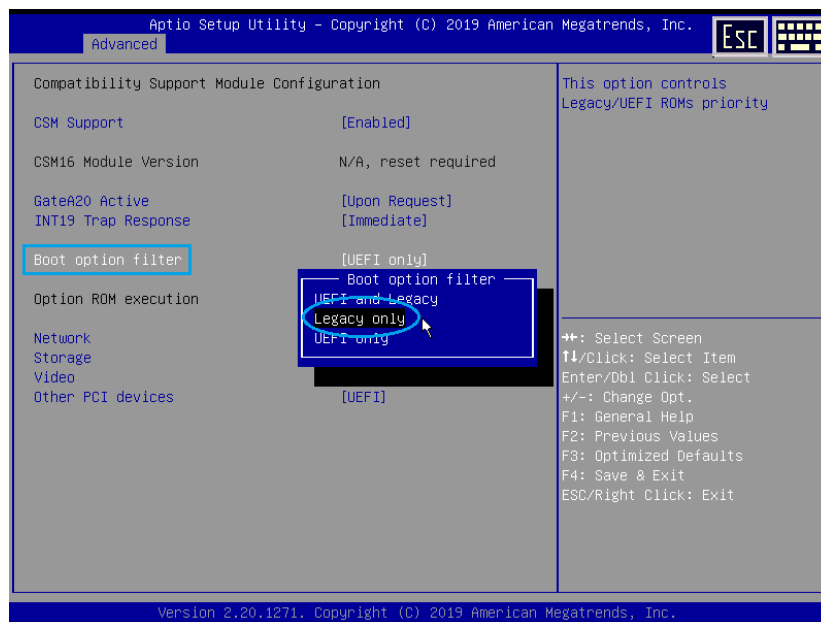 Aptio Setup Utility – Copyright (C) 2019 American Megatrends, Inc.
Esc
Advanced
Compatibility Support Module Configuration
CSM Support [Enabled]
CSM16 Module Version N/A, reset required
GateA20 Active [Upon Request]
INT19 Trap Response [Immediate]
Boot option filter [UEFI only]
Option ROM execution
Network
Storage
Video
Other PCI devices [UEFI]
Boot option filter
UEFI and Legacy
Legacy only
UEFI only
This option controls
Legacy/UEFI ROMs priority
→←: Select Screen
↑↓/Click: Select Item
Enter/Dbl Click: Select
+/-: Change Opt.
F1: General Help
F2: Previous Values
F3: Optimized Defaults
F4: Save & Exit
ESC/Right Click: Exit
Version 2.20.1271. Copyright (C) 2019 American Megatrends, Inc.